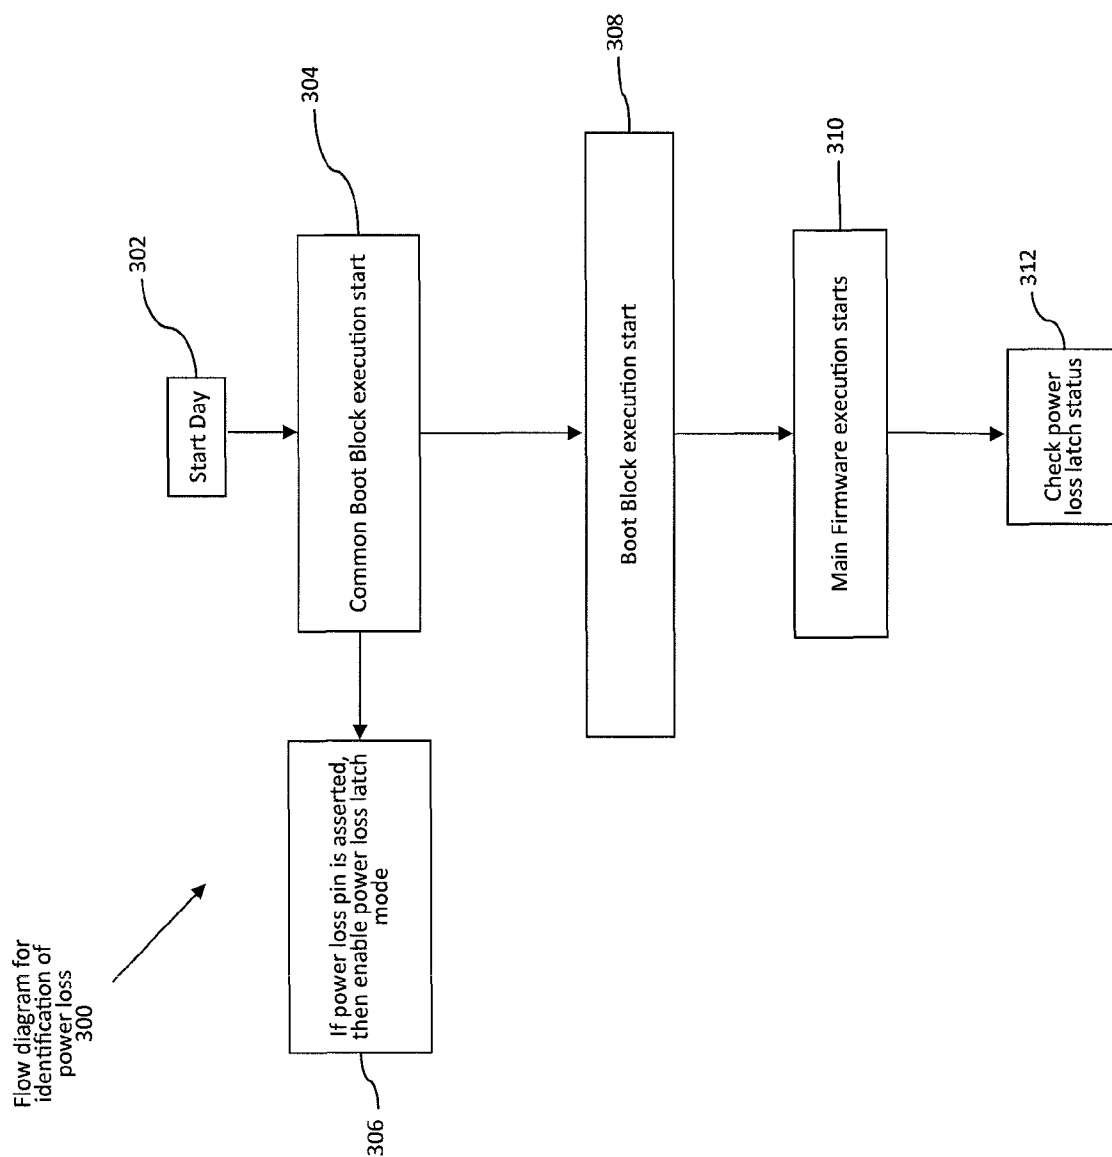 Flow diagram for
identification of
power loss
300
302
Start Day
304
Common Boot Block execution start
If power loss pin is asserted,
then enable power loss latch
mode
306
308
Boot Block execution start
310
Main Firmware execution starts
312
Check power
loss latch status